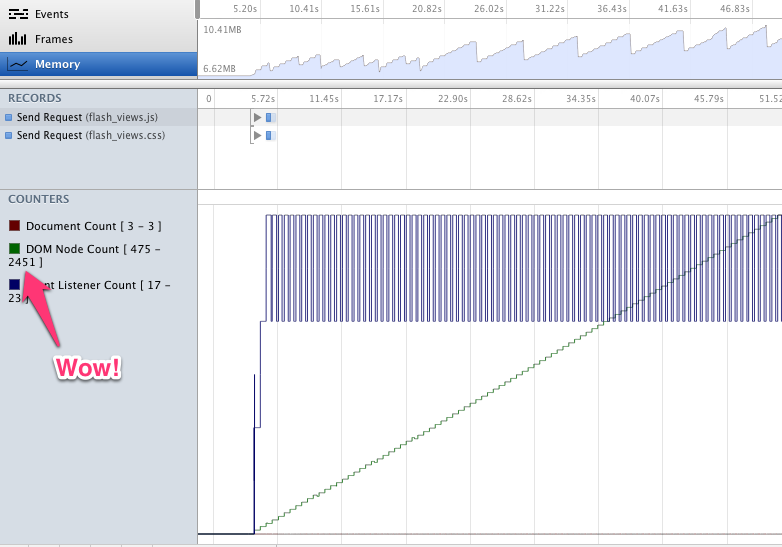 Events
Frames
Memory
5.20s 10.41s 15.61s 20.82s 26.02s 31.22s 36.43s 41.63s 46.83s
10.41MB
6.62MB
RECORDS
0 5.72s 11.45s 17.17s 22.90s 28.62s 34.35s 40.07s 45.79s 51.52
Send Request (flash_views.js)
Send Request (flash_views.css)
COUNTERS
Document Count [ 3 – 3 ]
DOM Node Count [ 475 –
2451 ]
nt Listener Count [ 17 –
23 ]
Wow!